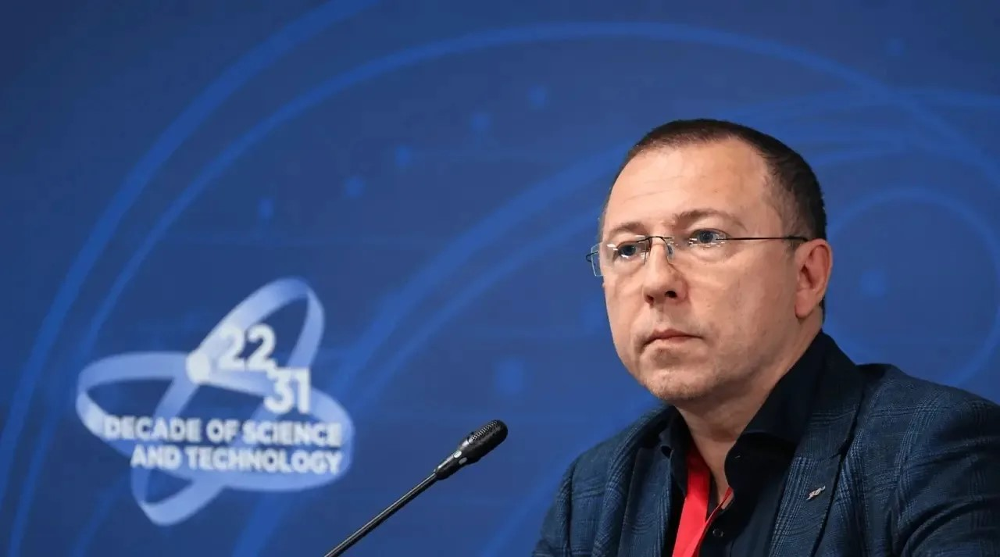 22
31
DECADE OF SCIENCE
AND TECHNOLOGY